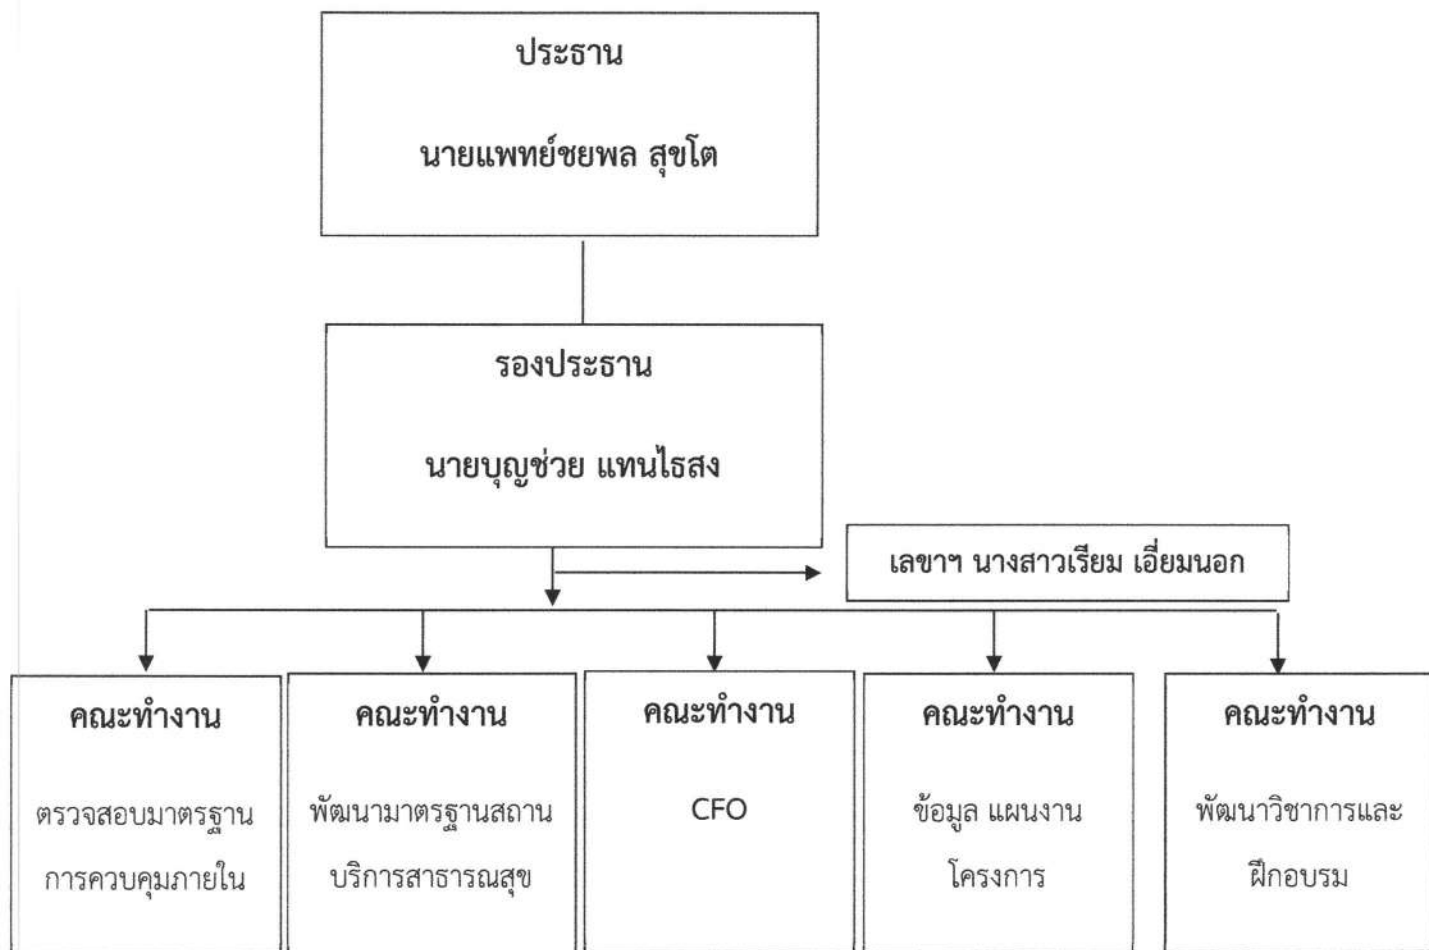 ประธาน
นายแพทย์ชยพล สุขโต
รองประธาน
นายบุญช่วย แทนไธสง
เลขาฯ นางสาวเรียม เอี่ยมนอก
คณะทำงาน
ตรวจสอบมาตรฐาน
การควบคุมภายใน
คณะทำงาน
พัฒนามาตรฐานสถาน
บริการสาธารณสุข
คณะทำงาน
CFO
คณะทำงาน
ข้อมูล แผนงาน
โครงการ
คณะทำงาน
พัฒนาวิชาการและ
ฝึกอบรม